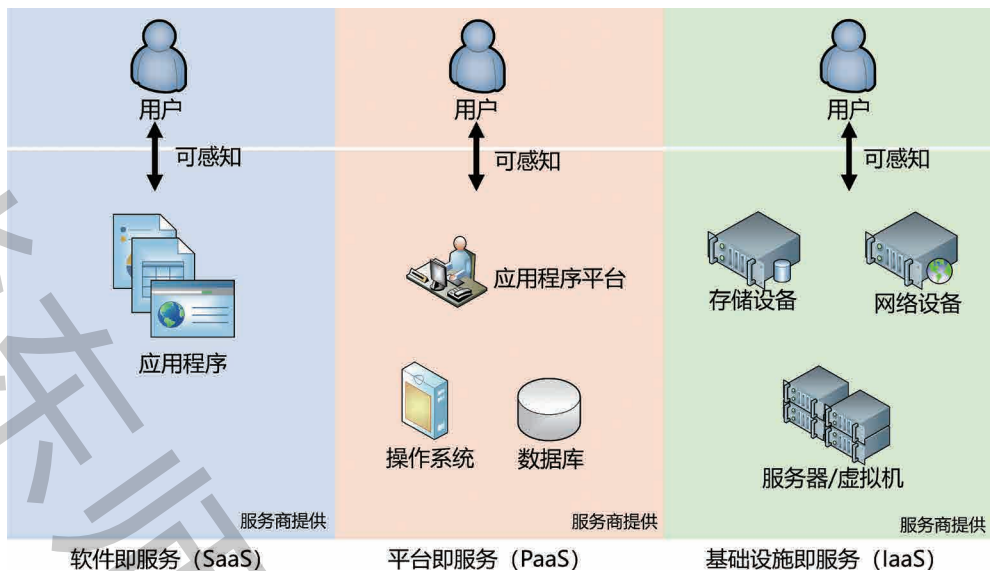 用户
可感知
应用程序
服务商提供
软件即服务（SaaS）
用户
可感知
应用程序平台
操作系统
数据库
服务商提供
平台即服务（PaaS）
用户
可感知
存储设备
网络设备
服务器/虚拟机
服务商提供
基础设施即服务（IaaS）